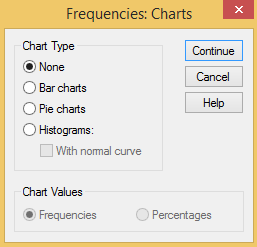 Frequencies: Charts
Chart Type
None
Bar charts
Pie charts
Histograms:
With normal curve
Continue
Cancel
Help
Chart Values
Frequencies
Percentages